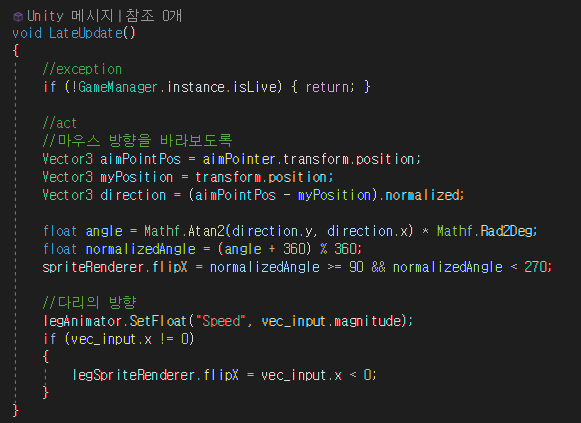 Unity 메시지 | 참조 0개
void LateUpdate()
{
    //exception
    if (!GameManager.instance.isLive) { return; }

    //act
    //마우스 방향을 바라보도록
    Vector3 aimPointPos = aimPointer.transform.position;
    Vector3 myPosition = transform.position;
    Vector3 direction = (aimPointPos - myPosition).normalized;

    float angle = Mathf.Atan2(direction.y, direction.x) * Mathf.Rad2Deg;
    float normalizedAngle = (angle + 360) % 360;
    spriteRenderer.flipX = normalizedAngle >= 90 && normalizedAngle < 270;

    //다리의 방향
    legAnimator.SetFloat("Speed", vec_input.magnitude);
    if (vec_input.x != 0)
    {
        legSpriteRenderer.flipX = vec_input.x < 0;
    }
}